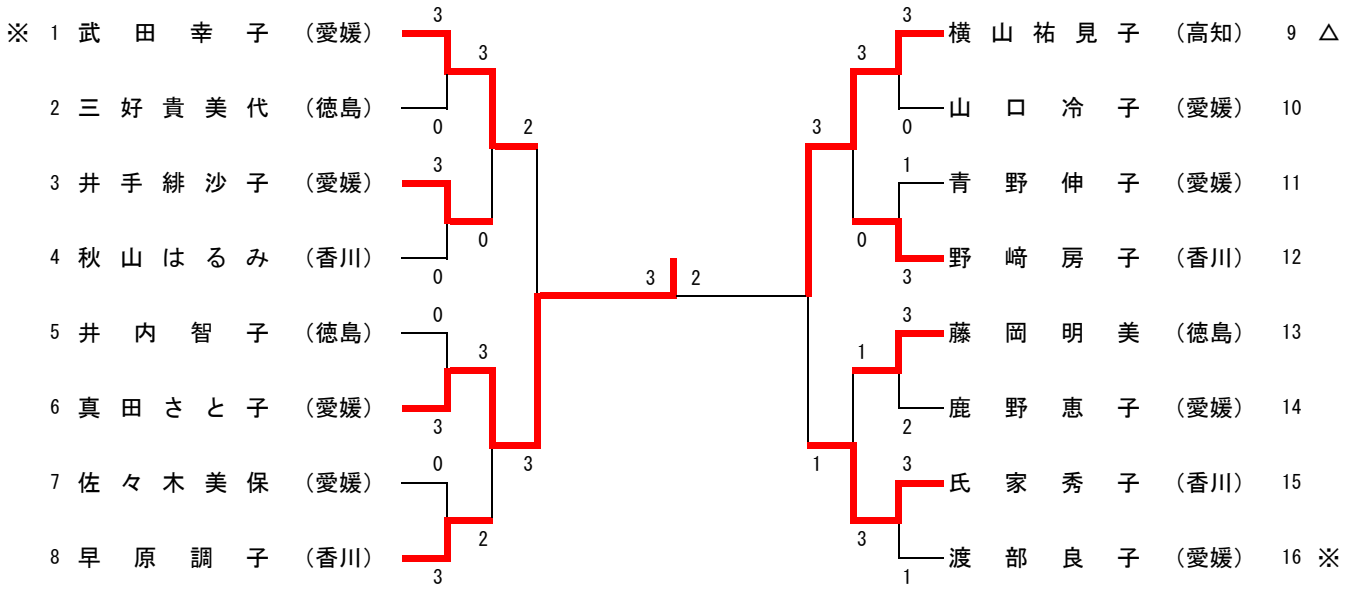 3 3
※ 1 武田幸子 （愛媛） 横山祐見子 （高知） 9 △
3 3
2 三好貴美代 （徳島） 山口冷子 （愛媛） 10
0 2 3 0
3 1
3 井手緋沙子 （愛媛） 青野伸子 （愛媛） 11
0 0
4 秋山はるみ （香川） 野﨑房子 （香川） 12
0 3 2 3
0 3
5 井内智子 （徳島） 藤岡明美 （徳島） 13
3 1
6 真田さと子 （愛媛） 鹿野恵子 （愛媛） 14
3 2
0 3 1 3
7 佐々木美保 （愛媛） 氏家秀子 （香川） 15
2 3
8 早原調子 （香川） 渡部良子 （愛媛） 16 ※
3 1